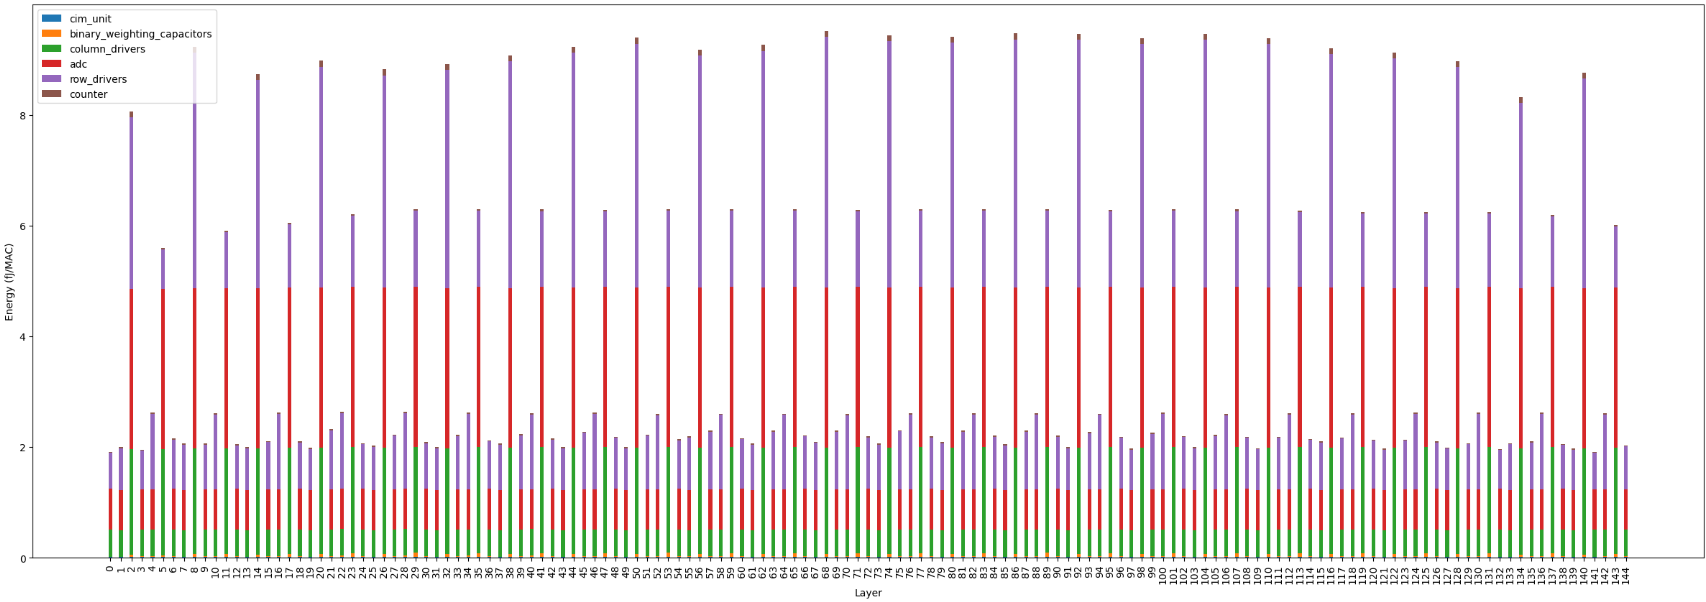 cim_unit
binary_weighting_capacitors
column_drivers
adc
row_drivers
counter
Energy (fJ/MAC)
8
6
4
2
0
0 1 2 3 4 5 6 7 8 9 10 11 12 13 14 15 16 17 18 19 20 21 22 23 24 25 26 27 28 29 30 31 32 33 34 35 36 37 38 39 40 41 42 43 44 45 46 47 48 49 50 51 52 53 54 55 56 57 58 59 60 61 62 63 64 65 66 67 68 69 70 71 72 73 74 75 76 77 78 79 80 81 82 83 84 85 86 87 88 89 90 91 92 93 94 95 96 97 98 99 100 101 102 103 104 105 106 107 108 109 110 111 112 113 114 115 116 117 118 119 120 121 122 123 124 125 126 127 128 129 130 131 132 133 134 135 136 137 138 139 140 141 142 143 144
Layer